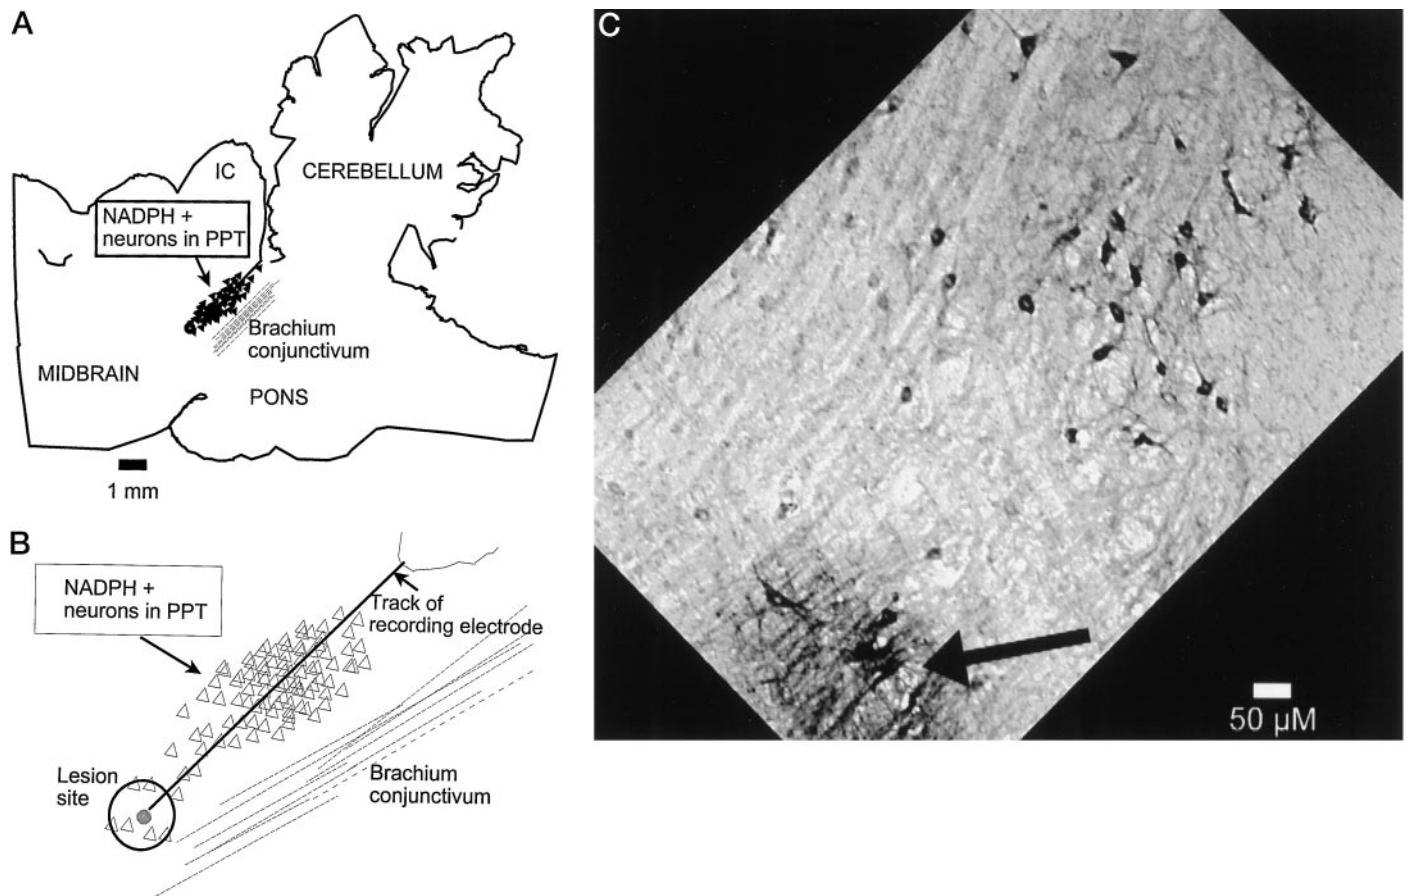 A
IC
CEREBELLUM
NADPH +
neurons in PPT
Brachium
conjunctivum
MIDBRAIN
PONS
1 mm
B
NADPH +
neurons in PPT
Track of
recording electrode
Lesion
site
Brachium
conjunctivum
C
50 µM